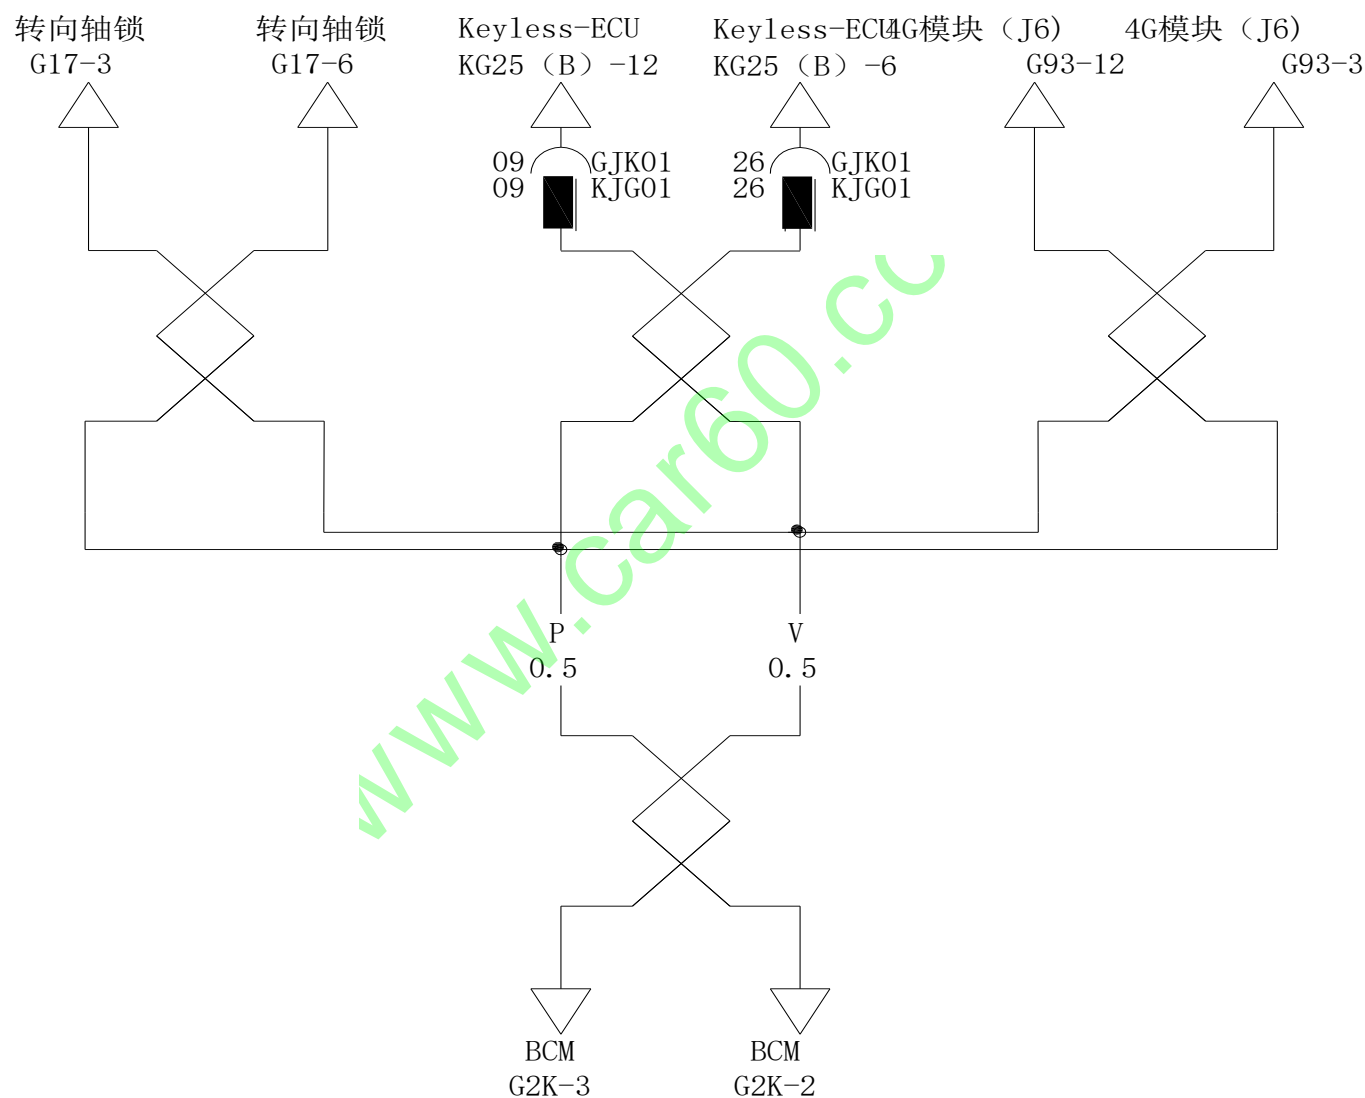 转向轴锁
G17-3
转向轴锁
G17-6
Keyless-ECU
KG25（B）-12
Keyless-ECU
KG25（B）-6
4G模块（J6)
G93-12
4G模块（J6)
G93-3
09 GJK01
09 KJG01
26 GJK01
26 KJG01
P
0.5
V
0.5
BCM
G2K-3
BCM
G2K-2
www.car60.co